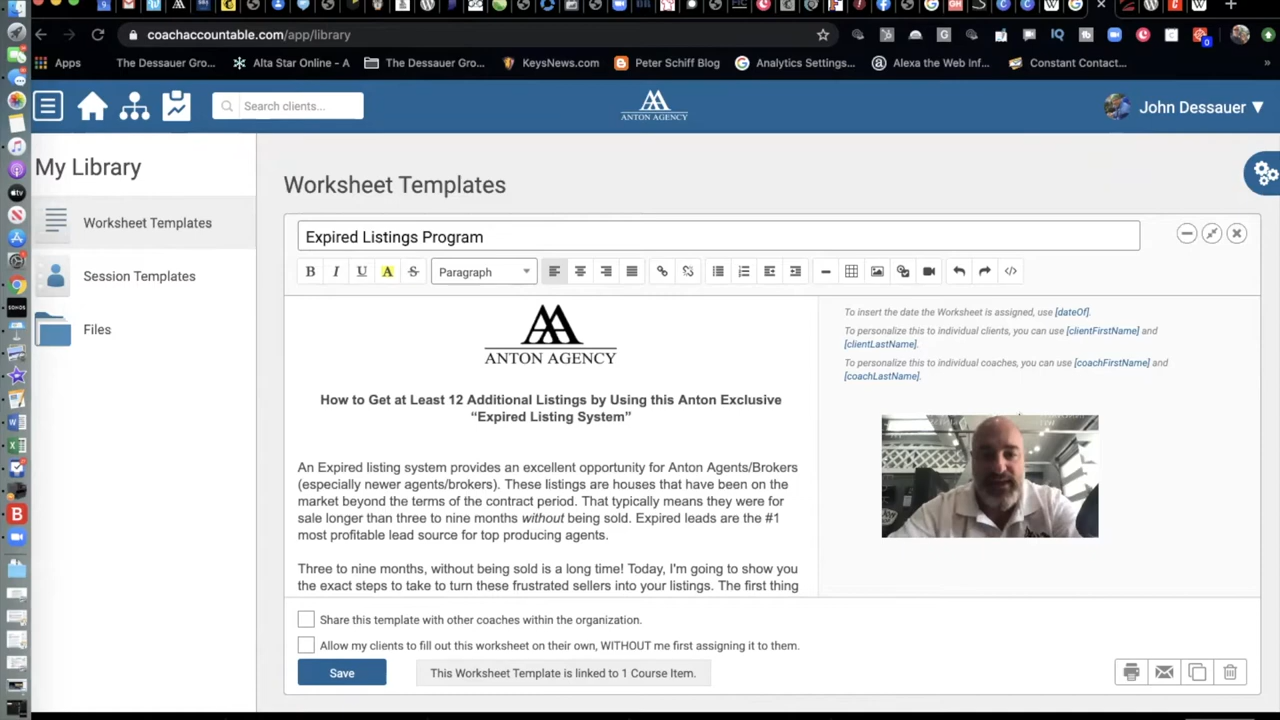 coachaccountable.com/app/library
Apps
The Dessauer Gro...
Alta Star Online - A
The Dessauer Gro...
KeysNews.com
Peter Schiff Blog
Analytics Settings...
Alexa the Web Inf...
Constant Contact...
»
Search clients...
ANTON AGENCY
John Dessauer ▼
My Library
Worksheet Templates
Session Templates
Files
Worksheet Templates
Expired Listings Program
B I U A S Paragraph
ANTON AGENCY
How to Get at Least 12 Additional Listings by Using this Anton Exclusive
“Expired Listing System”
An Expired listing system provides an excellent opportunity for Anton Agents/Brokers
(especially newer agents/brokers). These listings are houses that have been on the
market beyond the terms of the contract period. That typically means they were for
sale longer than three to nine months without being sold. Expired leads are the #1
most profitable lead source for top producing agents.
Three to nine months, without being sold is a long time! Today, I'm going to show you
the exact steps to take to turn these frustrated sellers into your listings. The first thing
To insert the date the Worksheet is assigned, use [dateOf].
To personalize this to individual clients, you can use [clientFirstName] and
[clientLastName].
To personalize this to individual coaches, you can use [coachFirstName] and
[coachLastName].
Share this template with other coaches within the organization.
Allow my clients to fill out this worksheet on their own, WITHOUT me first assigning it to them.
Save
This Worksheet Template is linked to 1 Course Item.